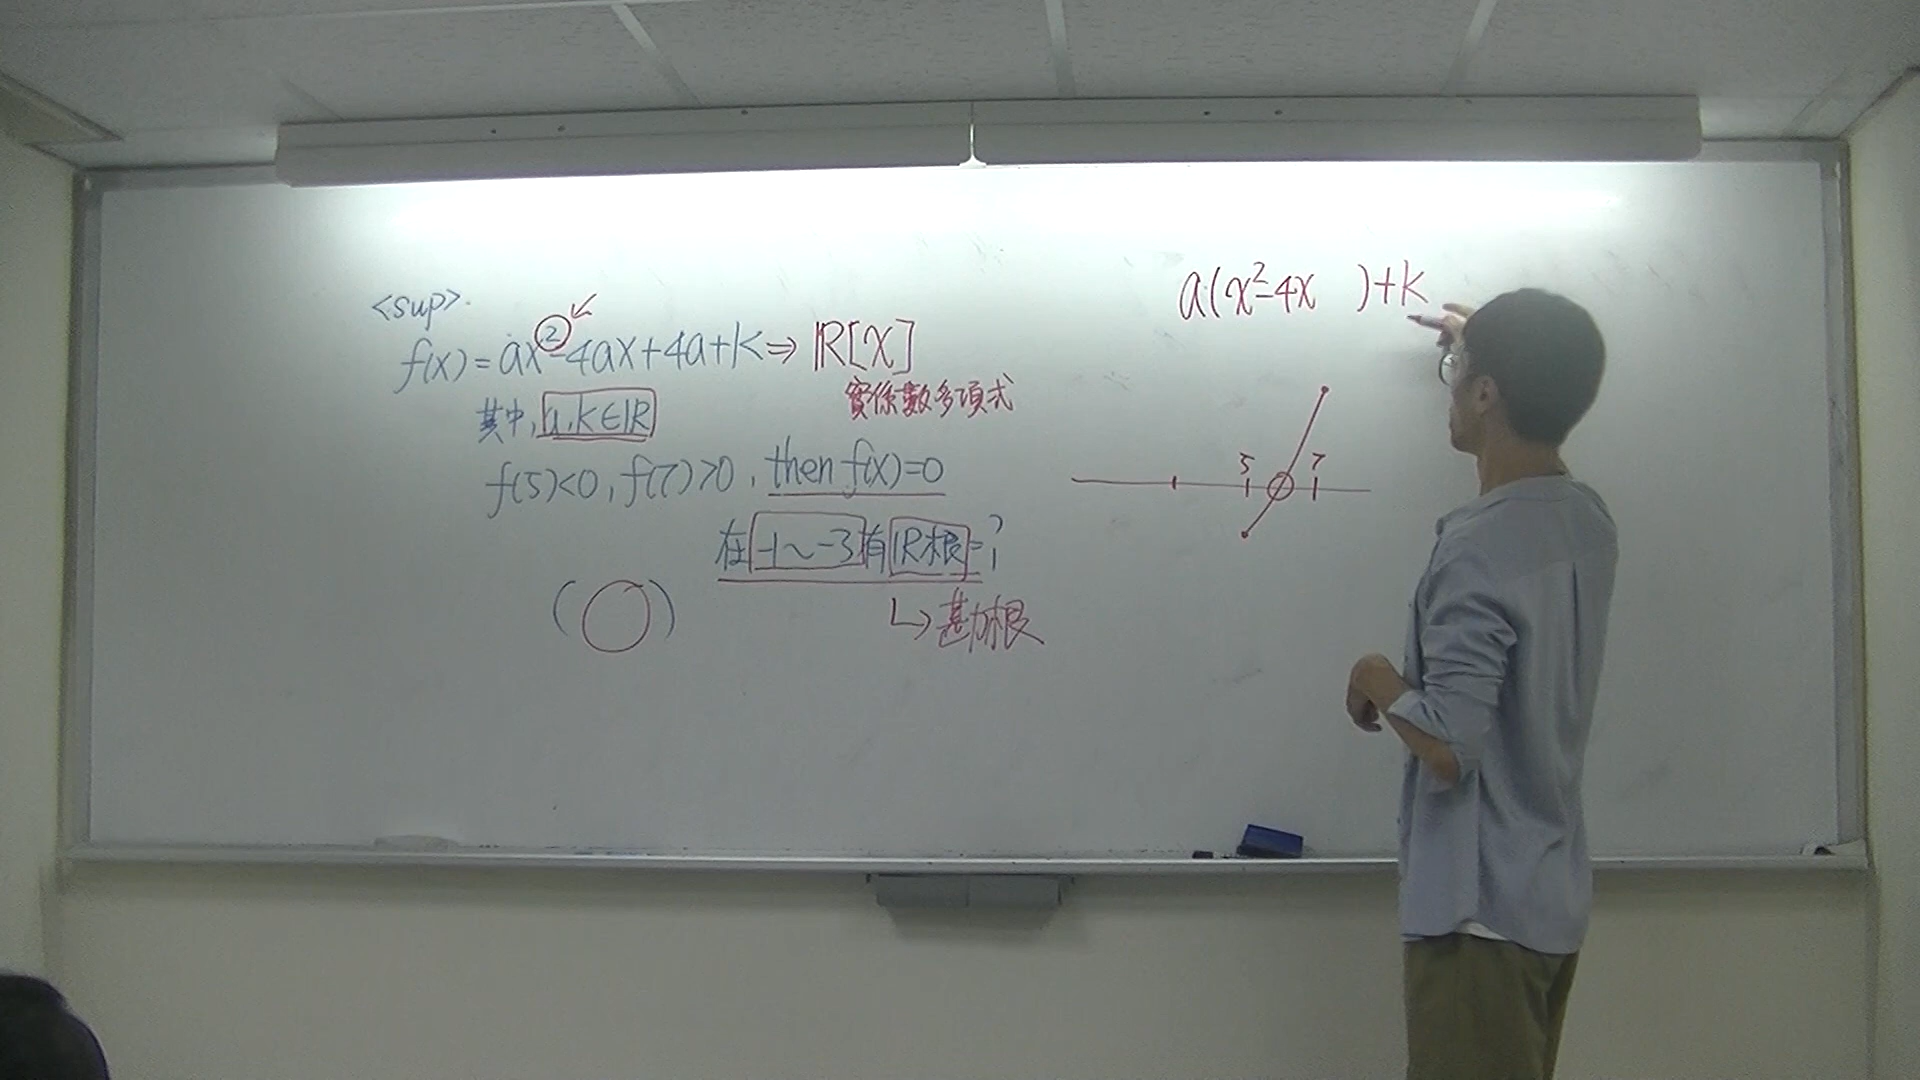 <sup>.
f(x)=ax²-4ax+4a+k⇒ℝ[x]
實係數多項式
其中, a,k∈ℝ
f(5)<0, f(7)>0, then f(x)=0
在-1~-3有ℝ根=?
(○)
↳勘根
a(x²-4x )+k
5 7